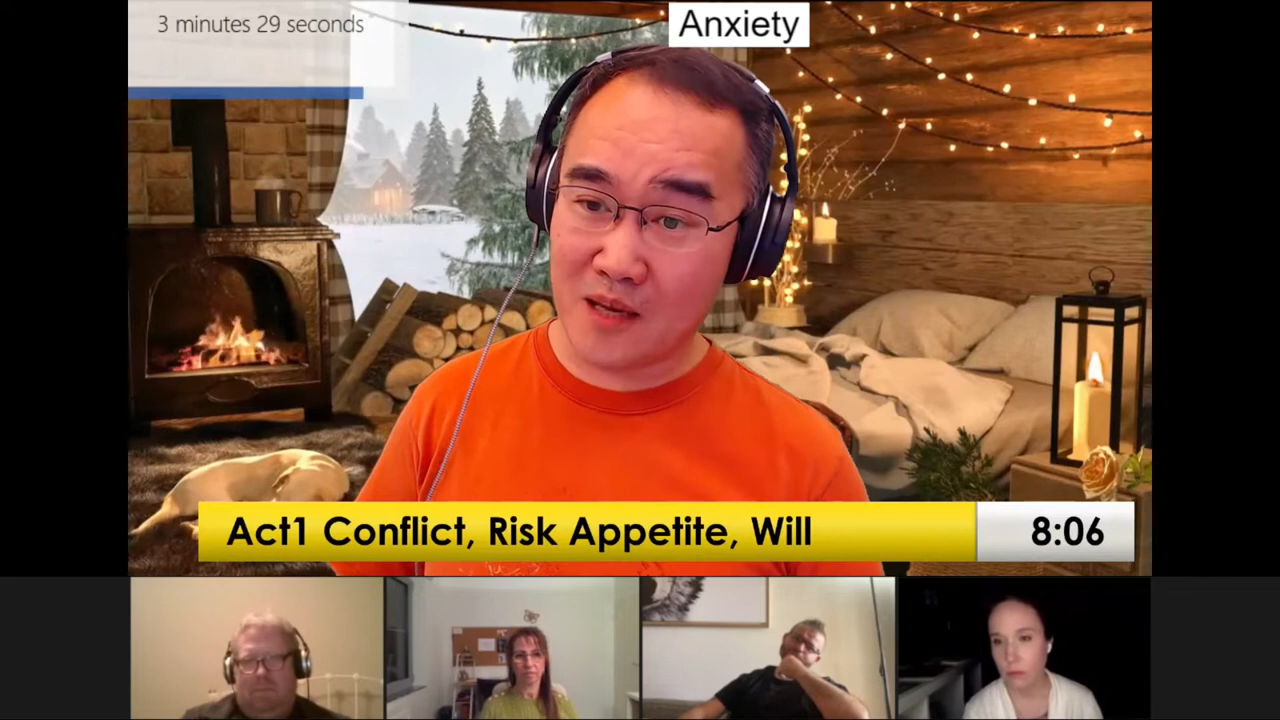 3 minutes 29 seconds
Anxiety
Act1 Conflict, Risk Appetite, Will
8:06